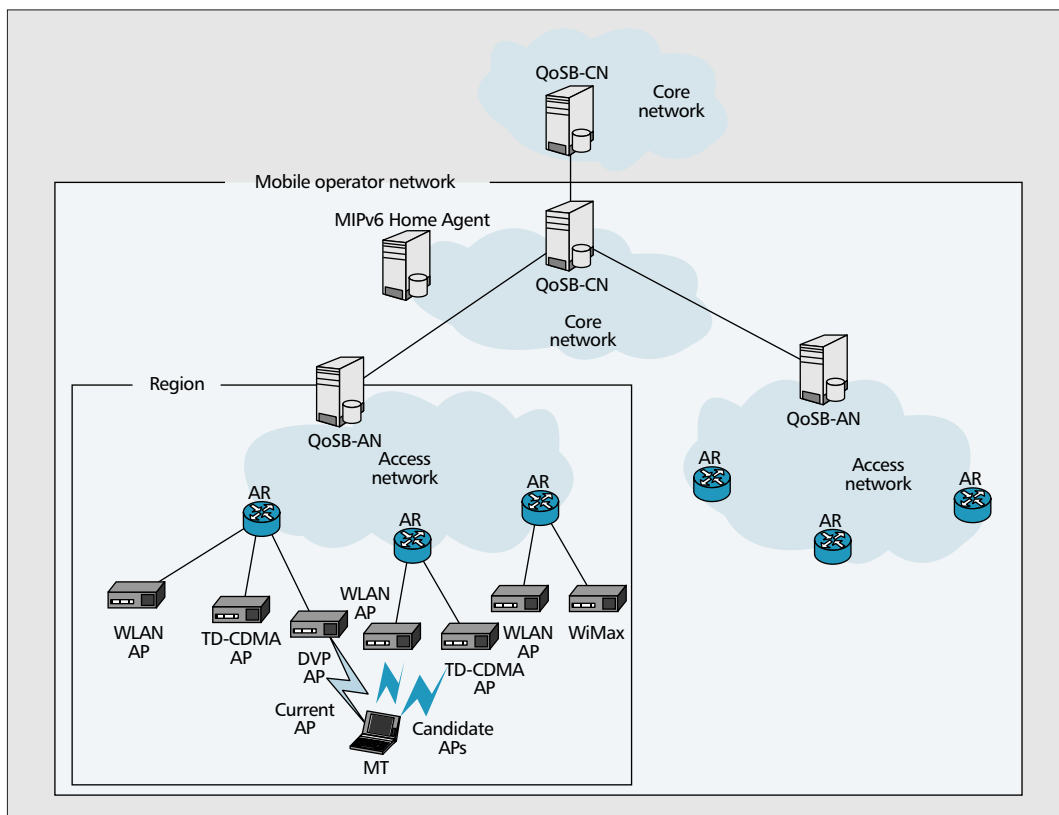 QoSB-CN
Core
network
Mobile operator network
MIPv6 Home Agent
QoSB-CN
Core
network
Region
QoSB-AN
QoSB-AN
Access
network
AR
AR
AR
AR
Access
network
AR
AR
WLAN
AP
TD-CDMA
AP
DVP
AP
WLAN
AP
TD-CDMA
AP
WLAN
AP
WiMax
Current
AP
Candidate
APs
MT